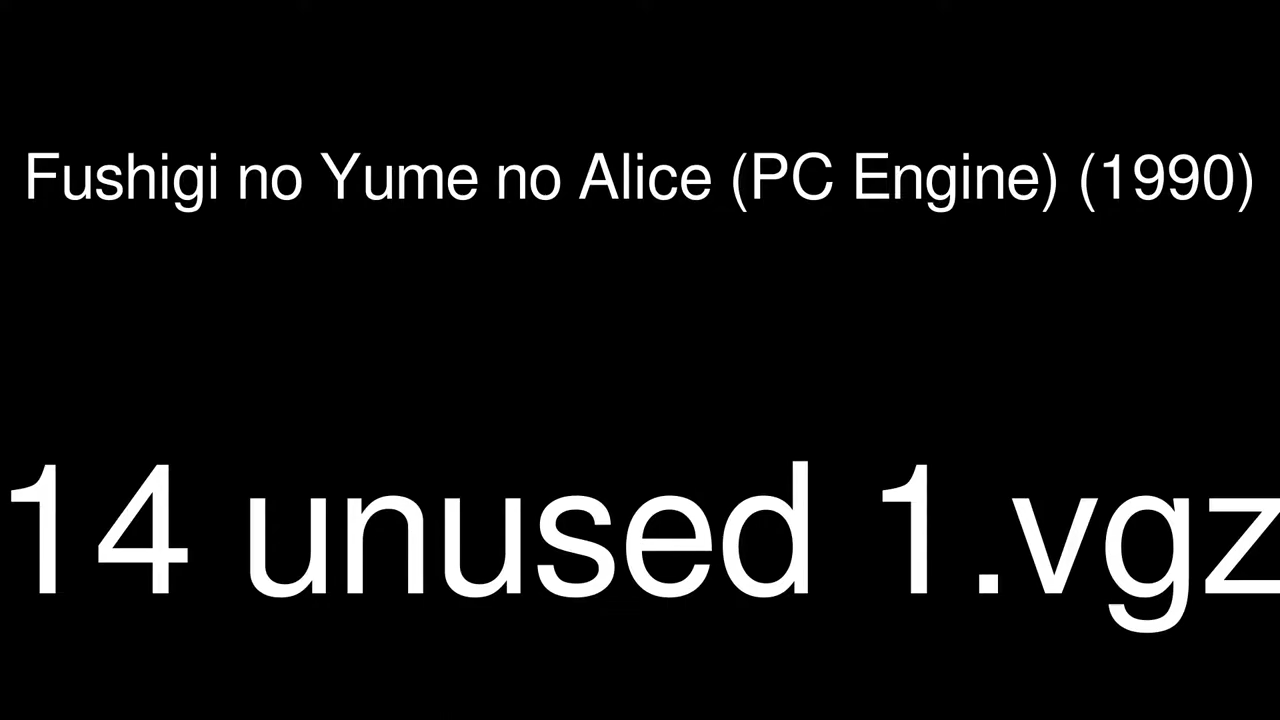 Fushigi no Yume no Alice (PC Engine) (1990)
14 unused 1.vgz